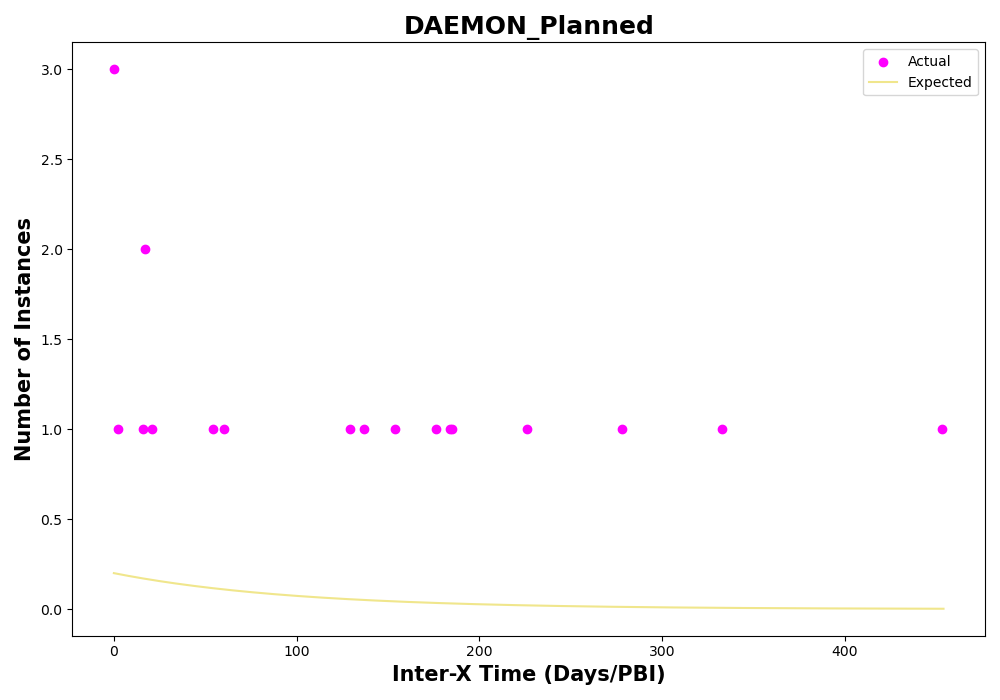 DAEMON_Planned
Actual
Expected
3.0
2.5
2.0
1.5
1.0
0.5
0.0
Number of Instances
0
100
200
300
400
Inter-X Time (Days/PBI)